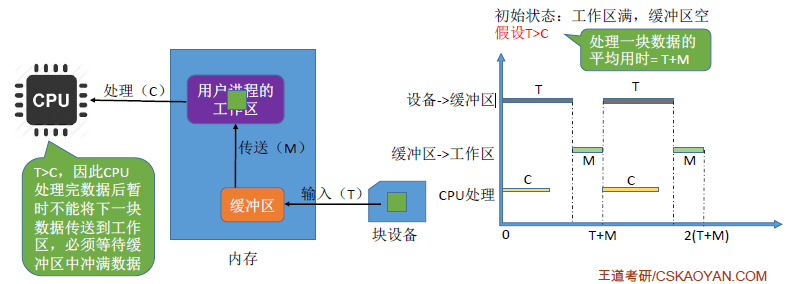 CPU
处理（C）
用户进程的
工作区
传送（M）
缓冲区
输入（T）
块设备
内存
T>C，因此CPU
处理完数据后暂
时不能将下一块
数据传送到工作
区，必须等待缓
冲区中冲满数据
初始状态：工作区满，缓冲区空
假设T>C
处理一块数据的
平均用时= T+M
设备->缓冲区
T
T
缓冲区->工作区
M
M
CPU处理
C
C
0
T+M
2(T+M)
王道考研/CSKAOYAN.COM